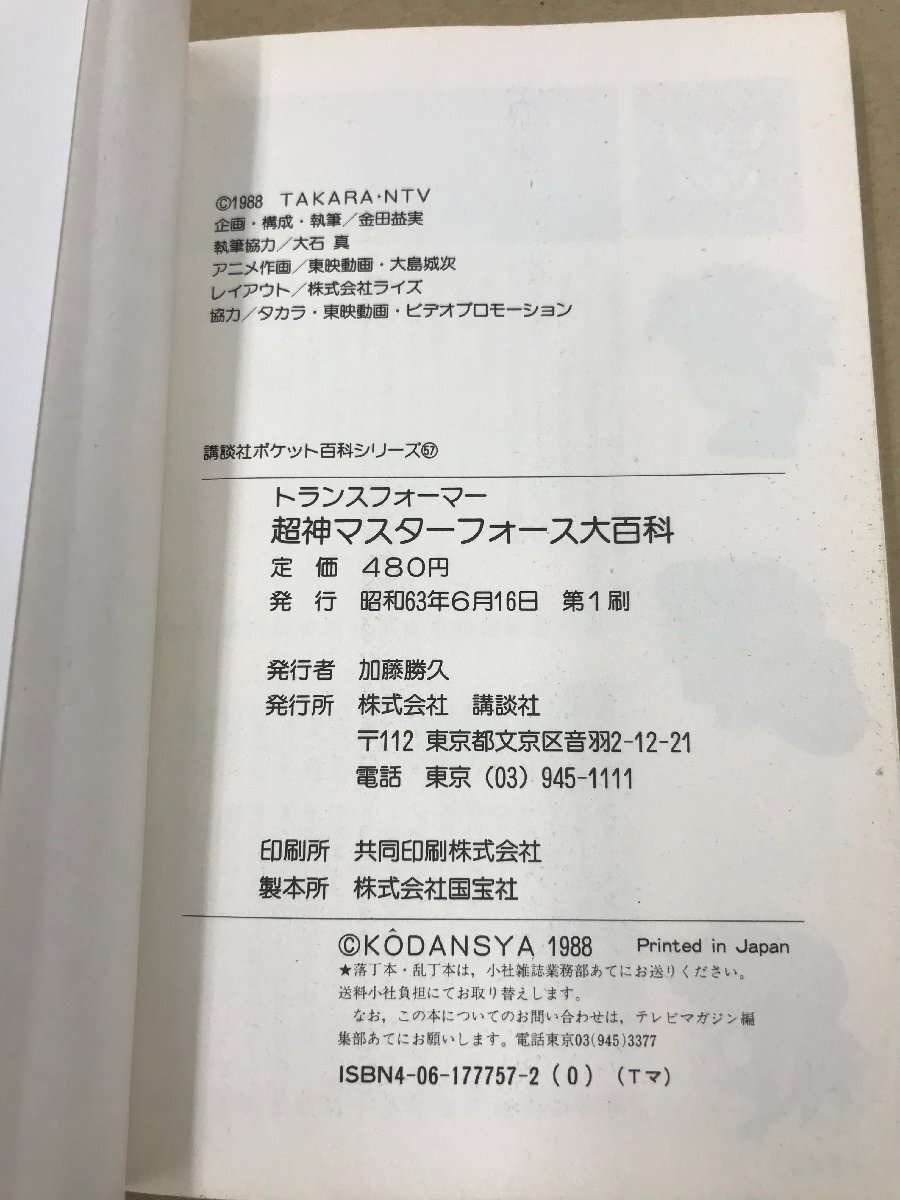 ©1988 TAKARA・NTV
企画・構成・執筆／金田益実
執筆協力／大石 真
アニメ作画／東映動画・大島城次
レイアウト／株式会社ライズ
協力／タカラ・東映動画・ビデオプロモーション
講談社ポケット百科シリーズ㊼
トランスフォーマー
超神マスターフォース大百科
定 価 480円
発 行 昭和63年6月16日 第1刷
発行者 加藤勝久
発行所 株式会社 講談社
〒112 東京都文京区音羽2-12-21
電話 東京（03）945-1111
印刷所 共同印刷株式会社
製本所 株式会社国宝社
©KÔDANSYA 1988 Printed in Japan
★落丁本・乱丁本は，小社雑誌業務部あてにお送りください。
送料小社負担にてお取り替えします。
なお，この本についてのお問い合わせは，テレビマガジン編
集部あてにお願いします。電話東京03(945)3377
ISBN4-06-177757-2（0）（Tマ）